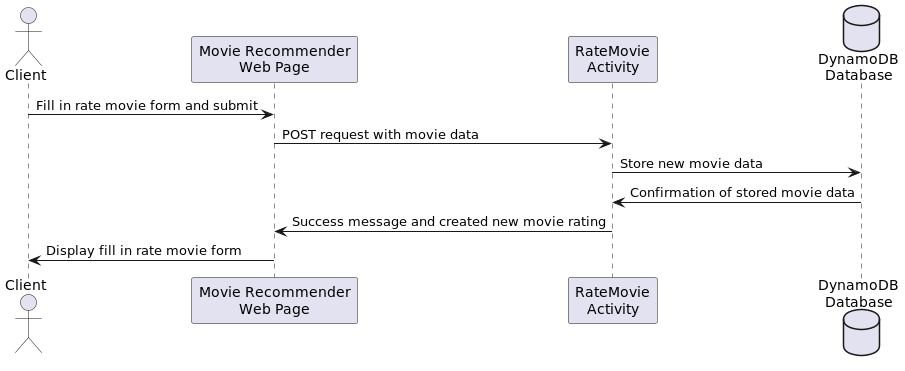 Client
Movie Recommender
Web Page
RateMovie
Activity
DynamoDB
Database
Fill in rate movie form and submit
POST request with movie data
Store new movie data
Confirmation of stored movie data
Success message and created new movie rating
Display fill in rate movie form
Client
Movie Recommender
Web Page
RateMovie
Activity
DynamoDB
Database